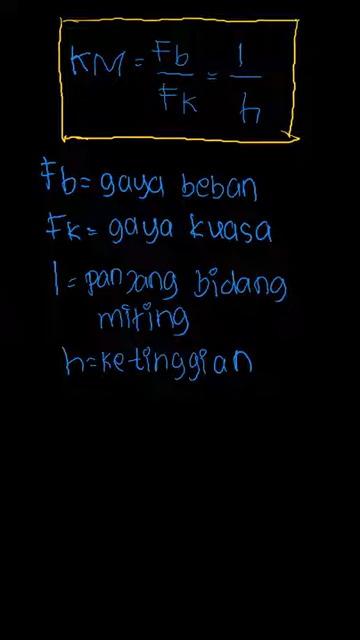 KM = Fb/Fk = l/h
Fb = gaya beban
Fk = gaya kuasa
l = panjang bidang
miring
h = ketinggian